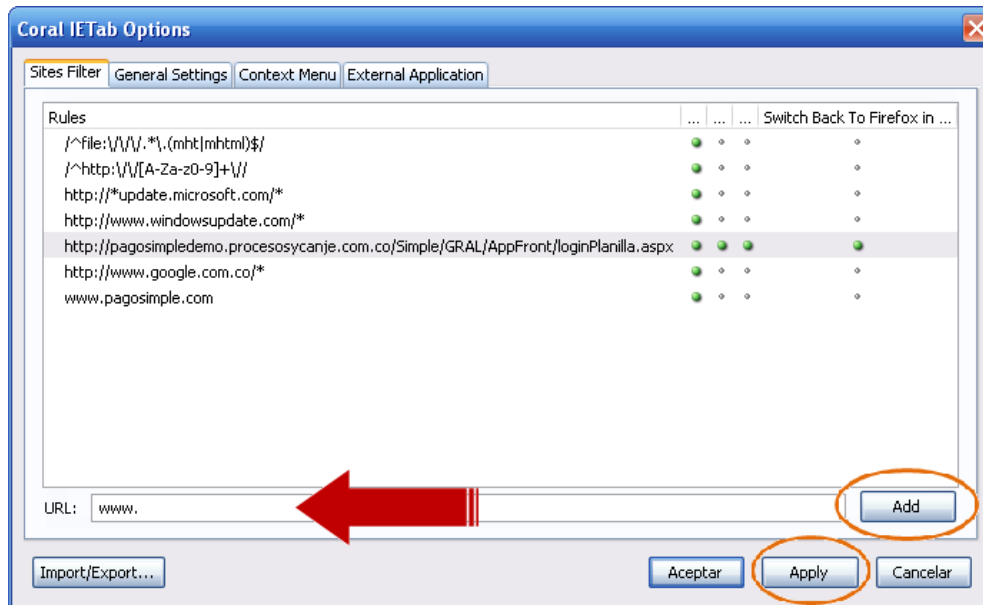 Coral IETab Options
Sites Filter General Settings Context Menu External Application
Rules ... ... ... Switch Back To Firefox in ...
/^file:\/\/\/.*\.(mht|mhtml)$/
/^http:\/\/[A-Za-z0-9]+\//
http://*update.microsoft.com/*
http://www.windowsupdate.com/*
http://pagosimpledemo.procesosycanje.com.co/Simple/GRAL/AppFront/loginPlanilla.aspx
http://www.google.com.co/*
www.pagosimple.com
URL: www. Add
Import/Export... Aceptar Apply Cancelar